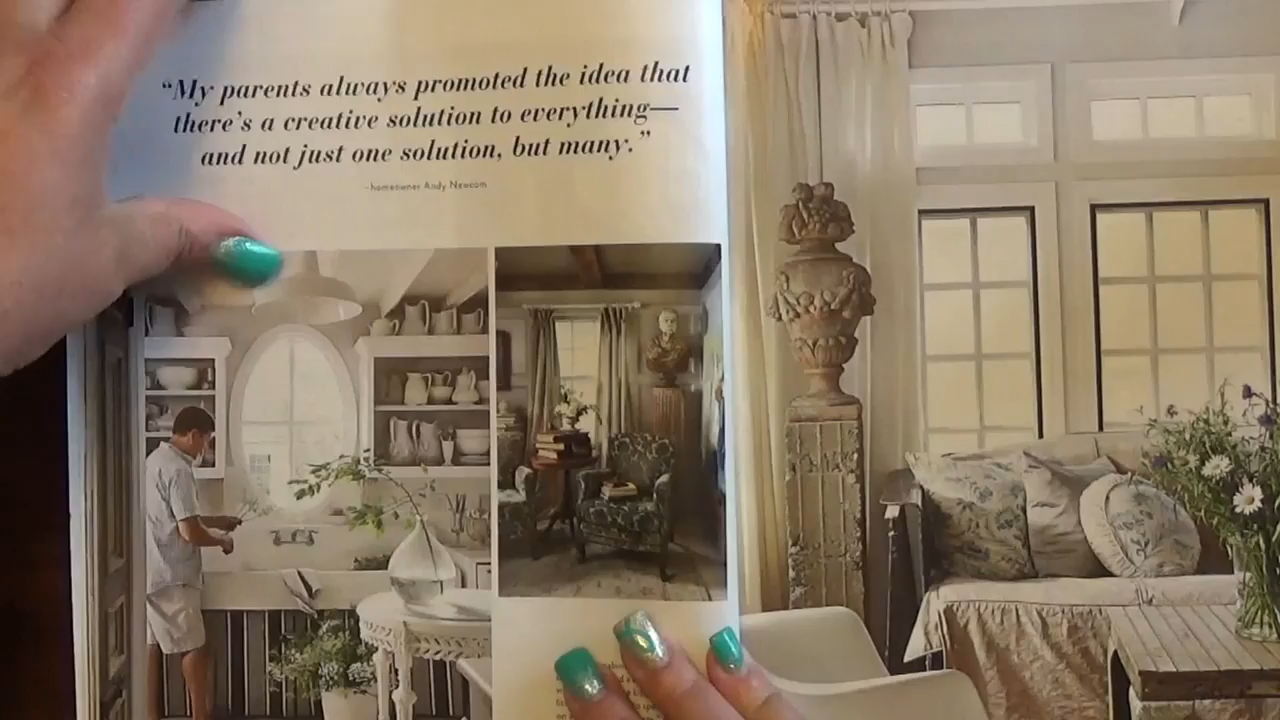 “My parents always promoted the idea that
there’s a creative solution to everything—
and not just one solution, but many.”
–homeowner Andy Newcom